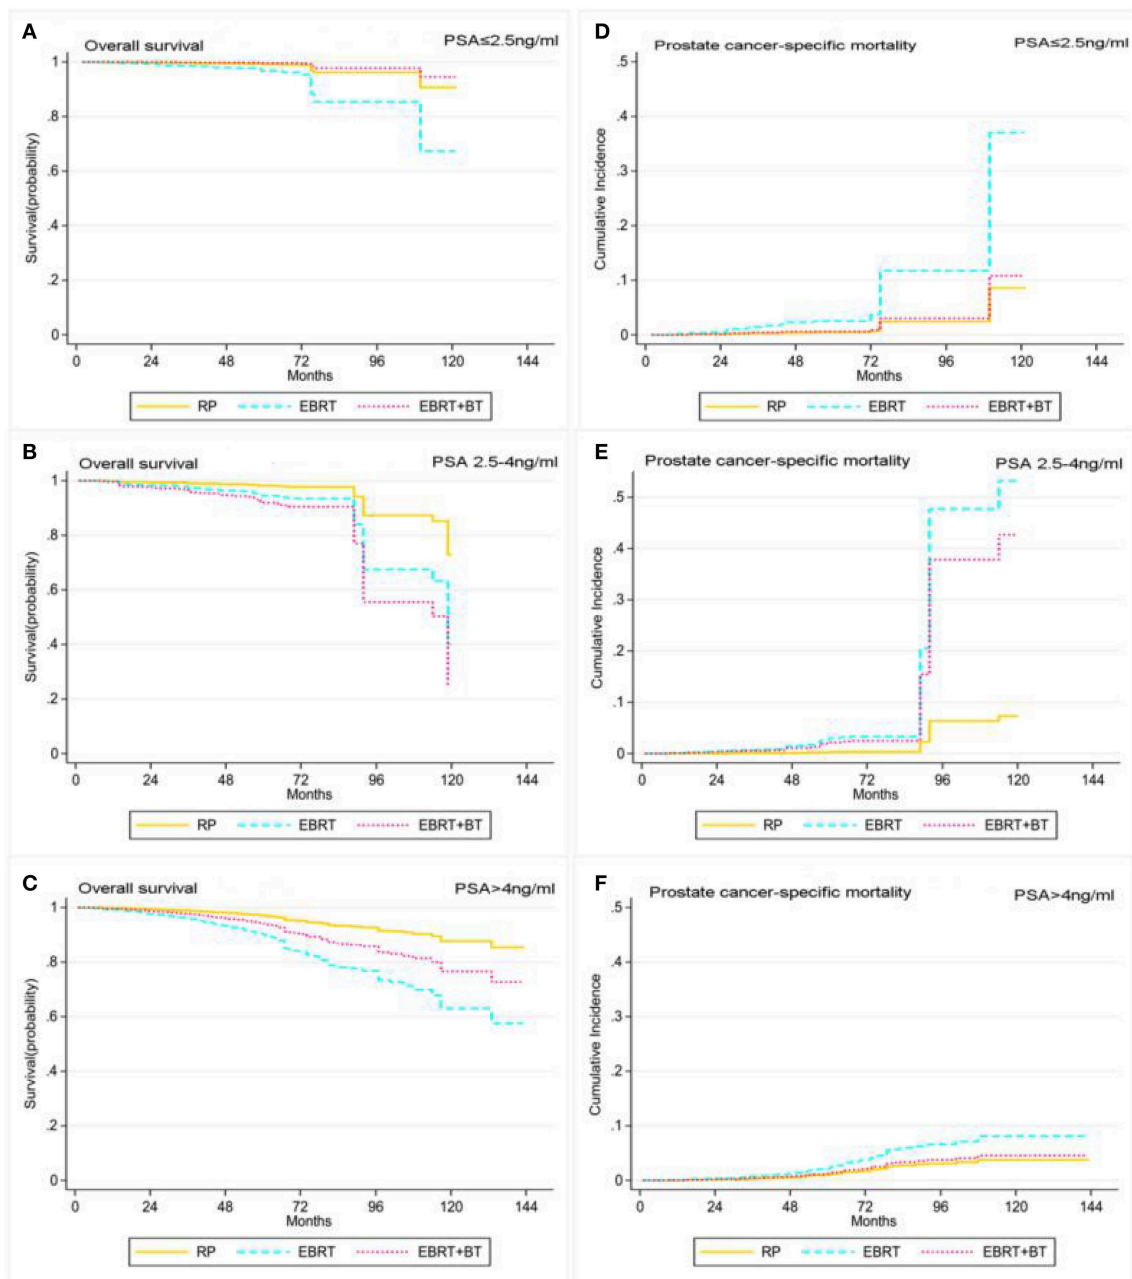 A
Overall survival
PSA≤2.5ng/ml
Survival(probability)
1
.8
.6
.4
.2
0
0 24 48 72 96 120 144
Months
RP EBRT EBRT+BT
D
Prostate cancer-specific mortality
PSA≤2.5ng/ml
Cumulative Incidence
.5
.4
.3
.2
.1
0
0 24 48 72 96 120 144
Months
RP EBRT EBRT+BT
B
Overall survival
PSA 2.5-4ng/ml
Survival(probability)
1
.8
.6
.4
.2
0
0 24 48 72 96 120 144
Months
RP EBRT EBRT+BT
E
Prostate cancer-specific mortality
PSA 2.5-4ng/ml
Cumulative Incidence
.5
.4
.3
.2
.1
0
0 24 48 72 96 120 144
Months
RP EBRT EBRT+BT
C
Overall survival
PSA>4ng/ml
Survival(probability)
1
.8
.6
.4
.2
0
0 24 48 72 96 120 144
Months
RP EBRT EBRT+BT
F
Prostate cancer-specific mortality
PSA>4ng/ml
Cumulative Incidence
.5
.4
.3
.2
.1
0
0 24 48 72 96 120 144
Months
RP EBRT EBRT+BT